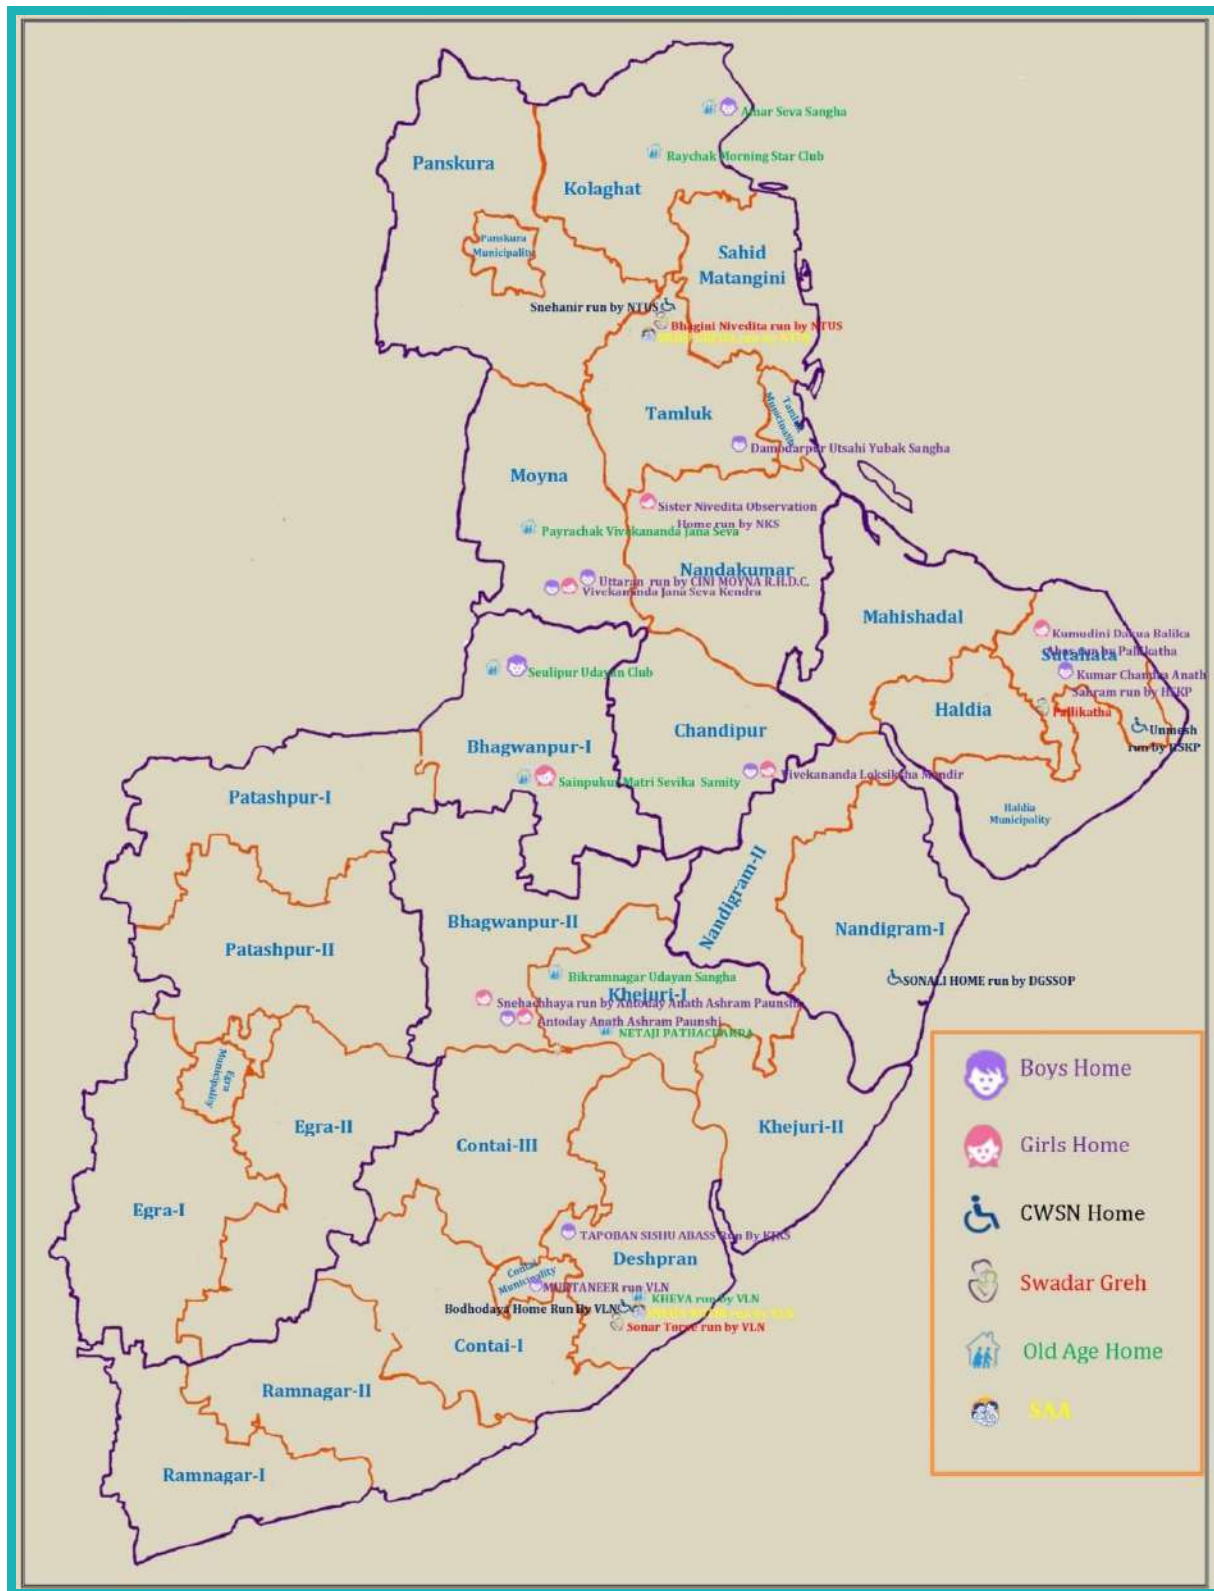 Amar Seva Sangha
Panskura
Raychak Morning Star Club
Kolaghat
Panskura
Municipality
Sahid
Matangini
Snehanir run by NTUS
Bhagini Nivedita run by NTUS
Tamluk
Tamluk
Municipality
Damodarpur Utsahi Yubak Sangha
Moyna
Sister Nivedita Observation
Home run by NKS
Payrachak Vivekananda Jana Seva
Nandakumar
Uttaran run by CINI MOYNA R.H.D.C.
Vivekananda Jana Seva Kendra
Mahishadal
Kumudini Dakua Balika
run by Pallikatha
Sutahata
Seulipur Udayan Club
Kumar Chandra Anath
Sahram run by HSKP
Haldia
Pallikatha
Chandipur
Unmesh
run by HSKP
Bhagwanpur-I
Vivekananda Loksiksha Mandir
Sainpukur Matri Sevika Samity
Patashpur-I
Haldia
Municipality
Nandigram-II
Bhagwanpur-II
Nandigram-I
Patashpur-II
Bikramnagar Udayan Sangha
SONALI HOME run by DGSSOP
Khejuri-I
Snehachhaya run by Antoday Anath Ashram Paunshi
Antoday Anath Ashram Paunshi
NETAJI PATHACHAKRA
Egra
Municipality
Boys Home
Egra-II
Khejuri-II
Contai-III
Girls Home
Egra-I
CWSN Home
TAPOBAN SISHU ABASS Run By KJKS
Deshpran
Contai
Municipality
MUKTANEER run VLN
Swadar Greh
KHEYA run by VLN
Bodhodaya Home Run By VLN
Sonar Toree run by VLN
Contai-I
Old Age Home
Ramnagar-II
SAA
Ramnagar-I